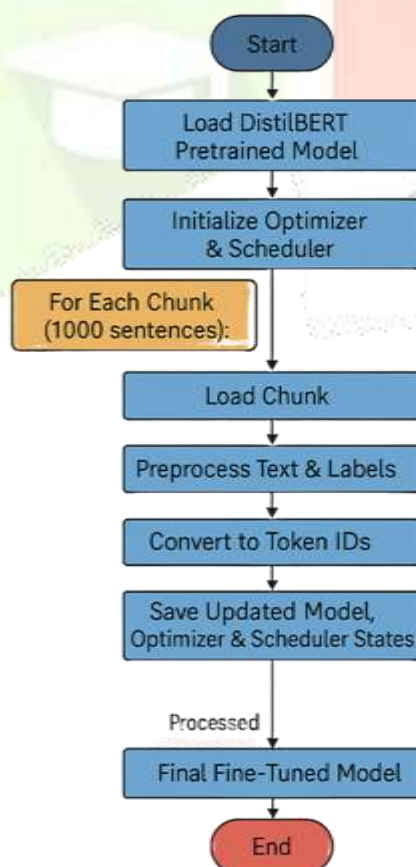 Start
Load DistilBERT
Pretrained Model
Initialize Optimizer
& Scheduler
For Each Chunk
(1000 sentences):
Load Chunk
Preprocess Text & Labels
Convert to Token IDs
Save Updated Model,
Optimizer & Scheduler States
Processed
Final Fine-Tuned Model
End